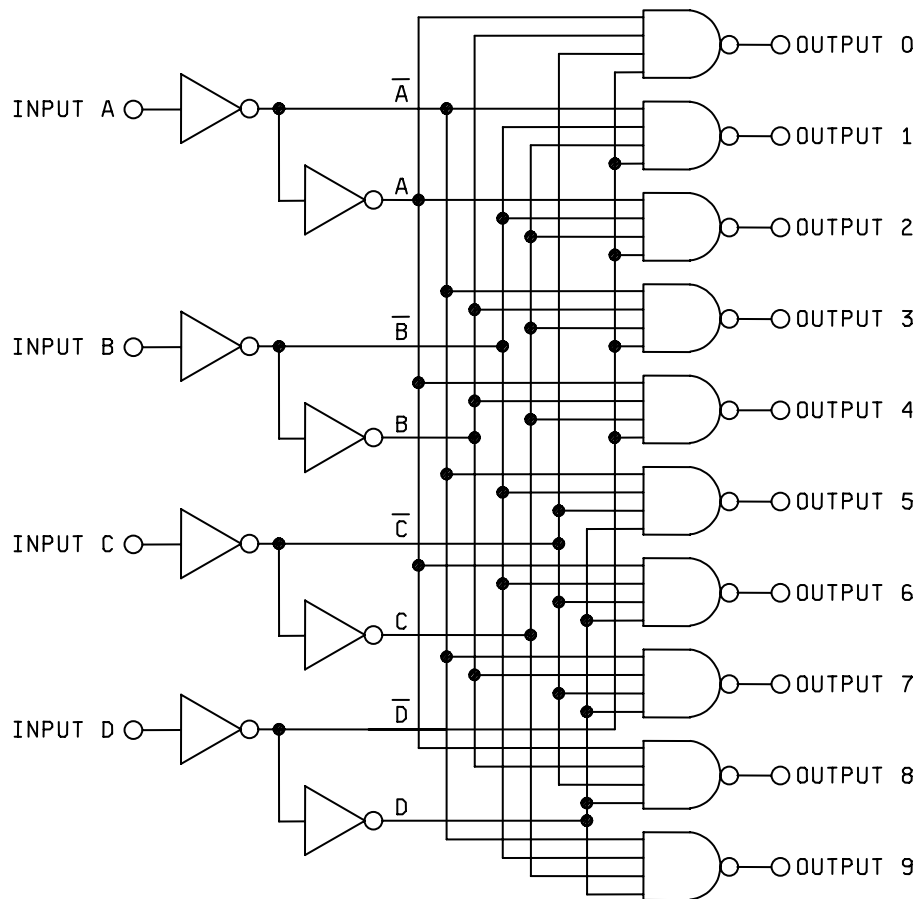 OUTPUT 0
A̅
INPUT A
OUTPUT 1
A
OUTPUT 2
B̅
OUTPUT 3
INPUT B
B
OUTPUT 4
OUTPUT 5
C̅
INPUT C
OUTPUT 6
C
OUTPUT 7
D̅
INPUT D
OUTPUT 8
D
OUTPUT 9